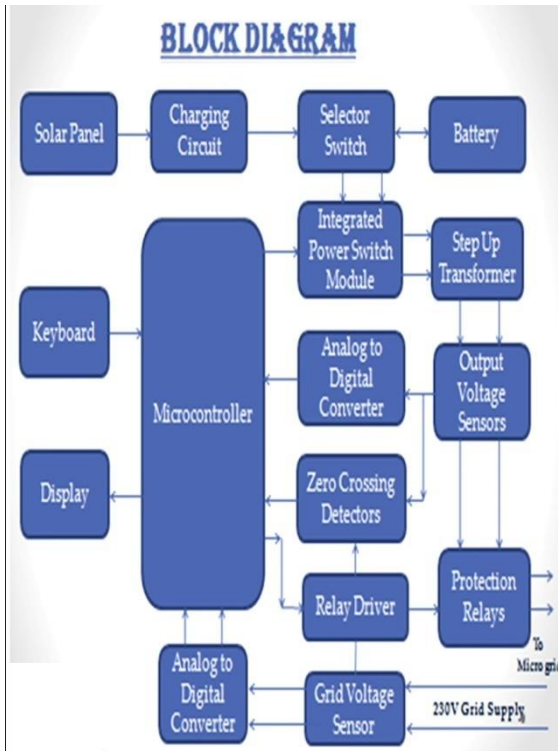 BLOCK DIAGRAM
Solar Panel
Charging
Circuit
Selector
Switch
Battery
Integrated
Power Switch
Module
Step Up
Transformer
Keyboard
Microcontroller
Analog to
Digital
Converter
Output
Voltage
Sensors
Display
Zero Crossing
Detectors
Relay Driver
Protection
Relays
To
Micro grid
Analog to
Digital
Converter
Grid Voltage
Sensor
230V Grid Supply